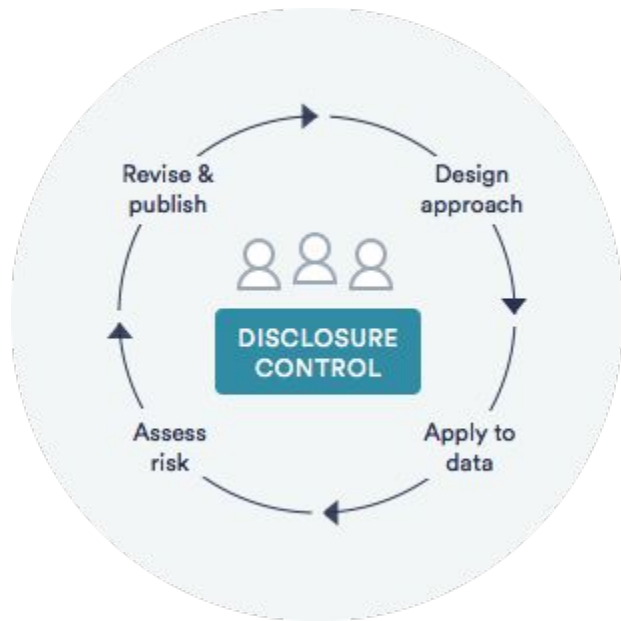 Revise &
publish
Design
approach
DISCLOSURE
CONTROL
Assess
risk
Apply to
data